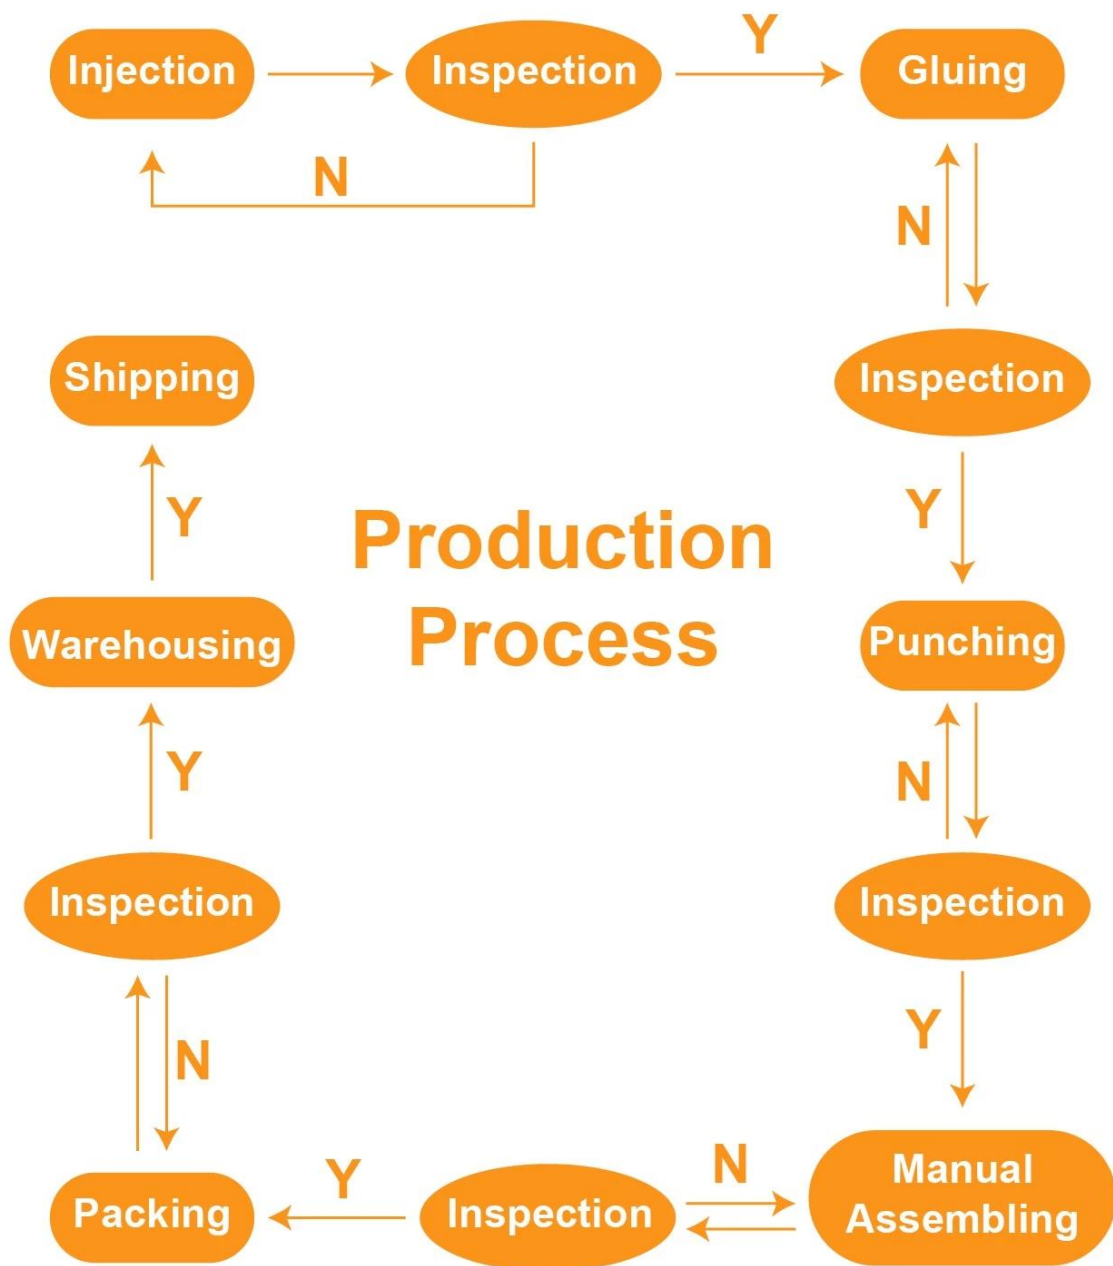 Injection
Inspection
Y
Gluing
N
N
Inspection
Shipping
Y
Y
Production
Process
Warehousing
Punching
Y
N
Inspection
Inspection
Y
N
Manual
Assembling
N
Inspection
Y
Packing